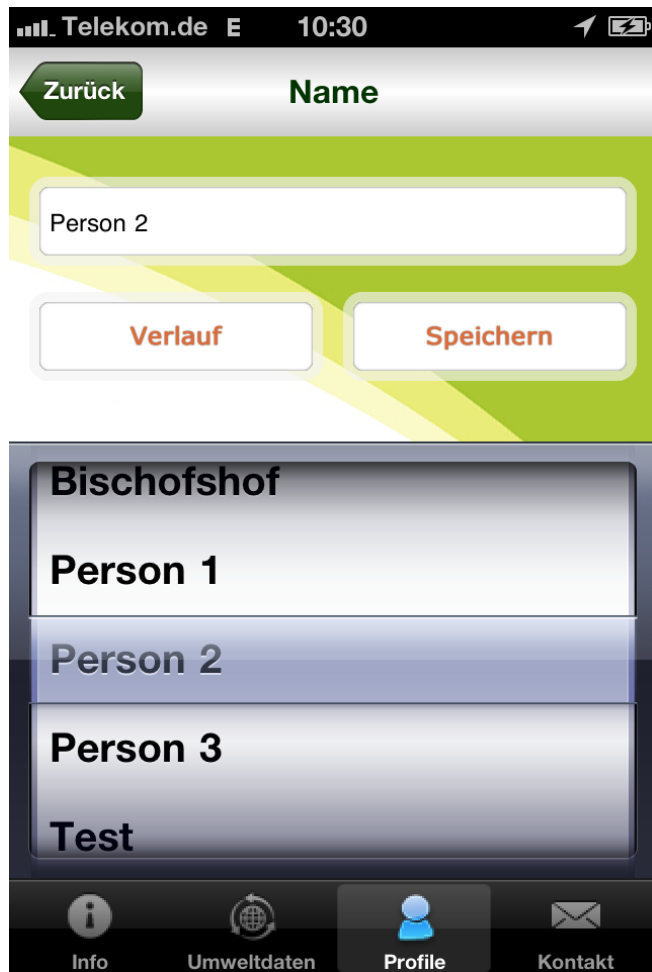 Telekom.de E 10:30
Zurück Name
Person 2
Verlauf Speichern
Bischofshof
Person 1
Person 2
Person 3
Test
Info Umweltdaten Profile Kontakt